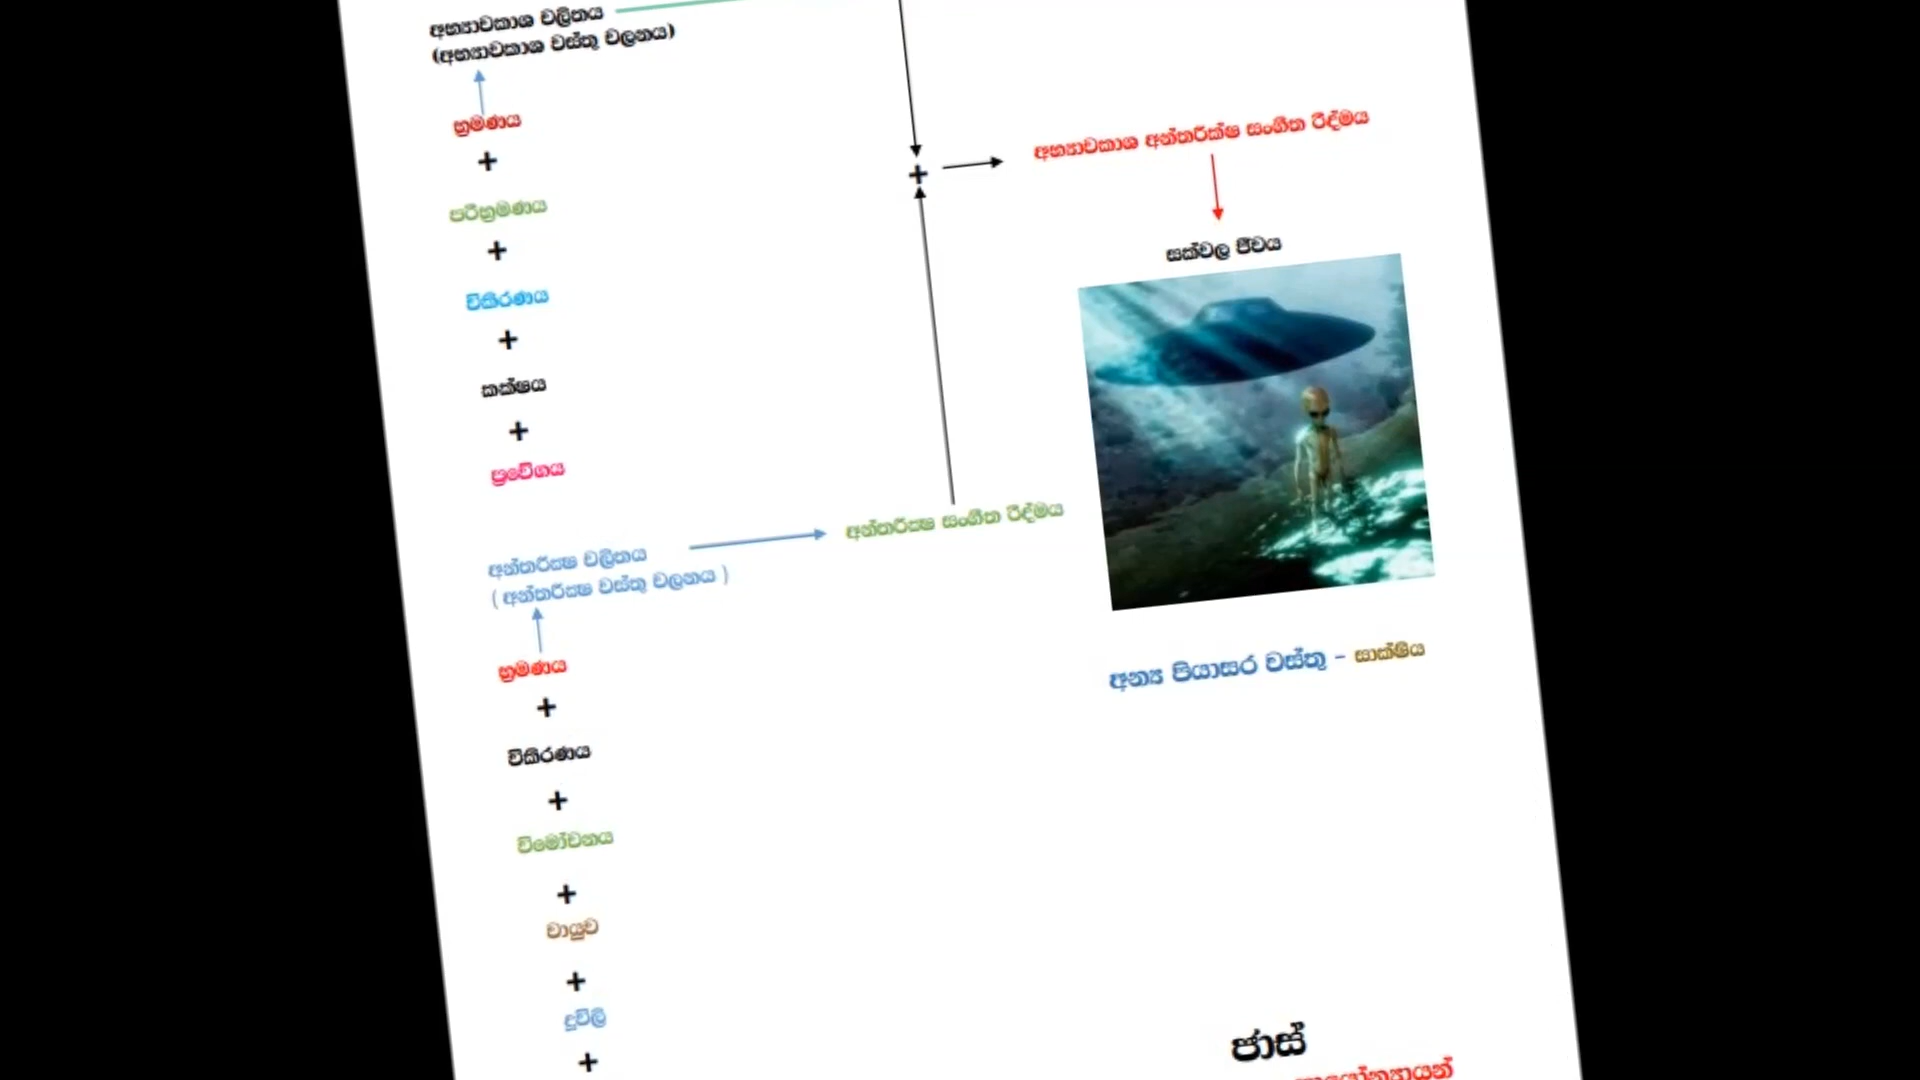 අභ්‍යාවකාශ චලිතය
(අභ්‍යාවකාශ වස්තු චලනය)
භ්‍රමණය
+
පරිභ්‍රමණය
+
විකිරණය
+
කක්ෂය
+
ප්‍රවේගය
+
අභ්‍යාවකාශ අන්තරීක්ෂ සංගීත රිද්මය
සක්වල ජීවය
අන්තරීක්‍ෂ චලිතය
(අන්තරීක්‍ෂ වස්තු චලනය )
අන්තරීක්‍ෂ සංගීත රිද්මය
භ්‍රමණය
+
විකිරණය
+
විමෝචනය
+
වායුව
+
දූවිලි
+
අන්‍ය පියාසර වස්තු - සාක්ෂිය
ජාස්